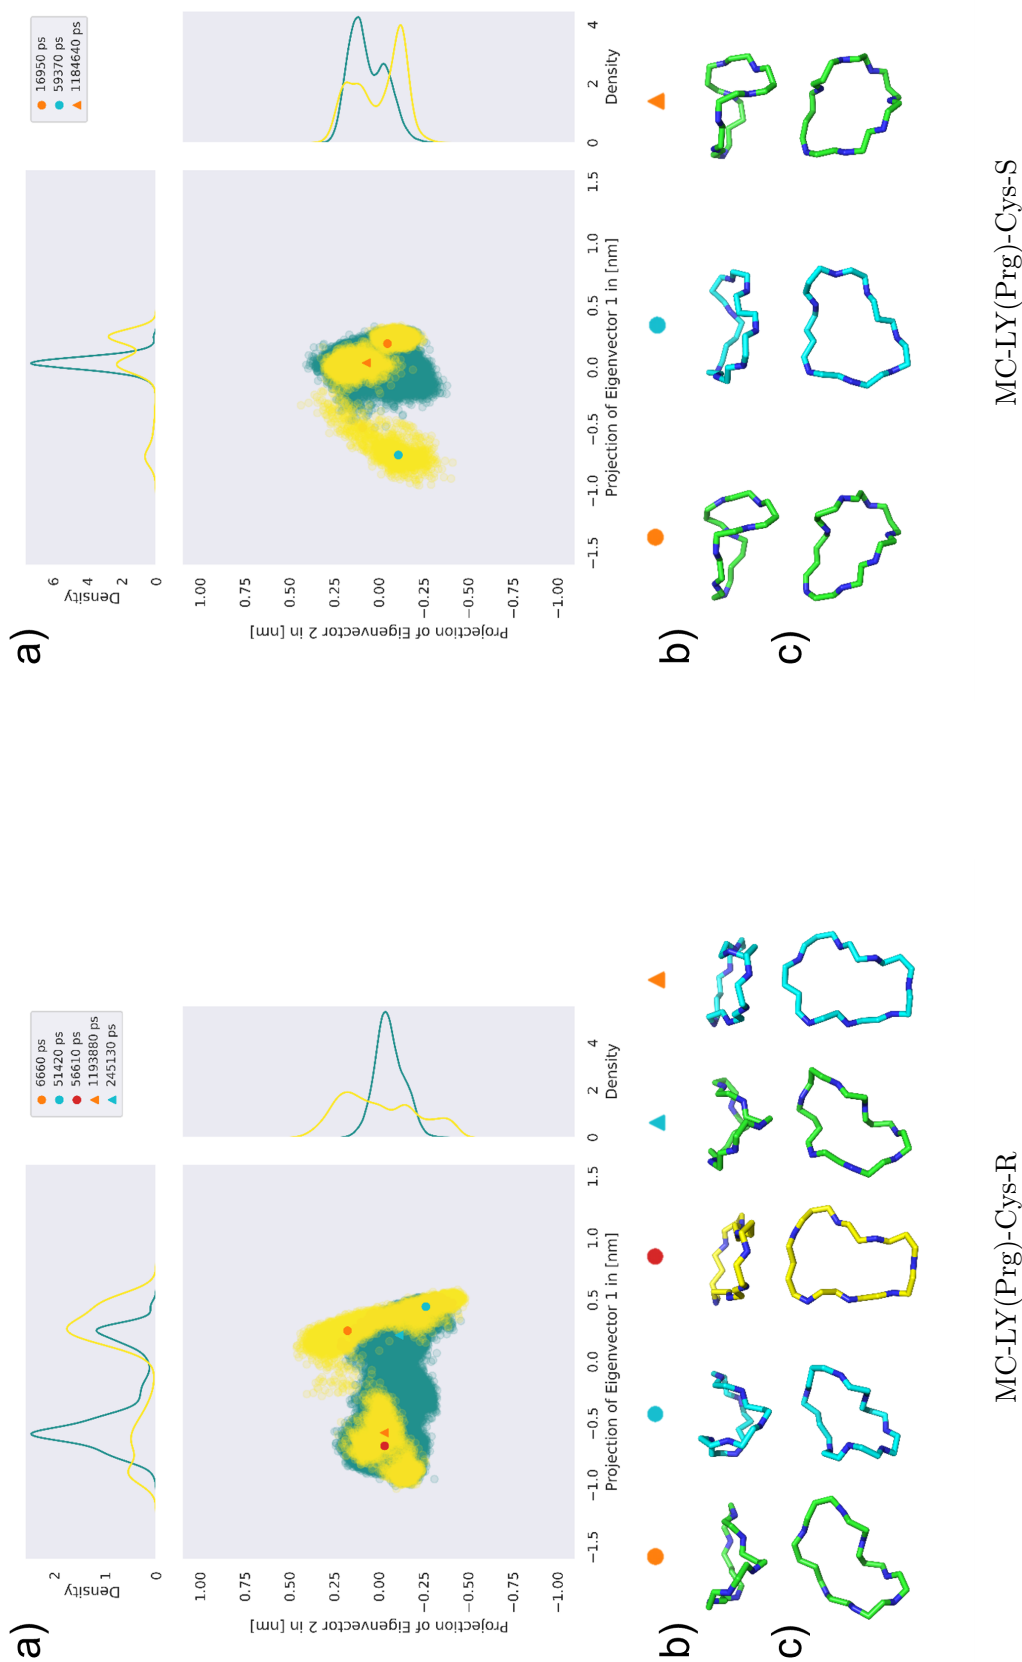 a)
Density
2
1
0
6660 ps
51420 ps
56610 ps
1193880 ps
245130 ps
1.00
0.75
0.50
0.25
0.00
−0.25
−0.50
−0.75
−1.00
Projection of Eigenvector 2 in [nm]
−1.5
−1.0
−0.5
0.0
0.5
1.0
1.5
Projection of Eigenvector 1 in [nm]
0
2
4
Density
b)
c)
MC-LY(Prg)-Cys-R
a)
Density
6
4
2
0
16950 ps
59370 ps
1184640 ps
1.00
0.75
0.50
0.25
0.00
−0.25
−0.50
−0.75
−1.00
Projection of Eigenvector 2 in [nm]
−1.5
−1.0
−0.5
0.0
0.5
1.0
1.5
Projection of Eigenvector 1 in [nm]
0
2
4
Density
b)
c)
MC-LY(Prg)-Cys-S